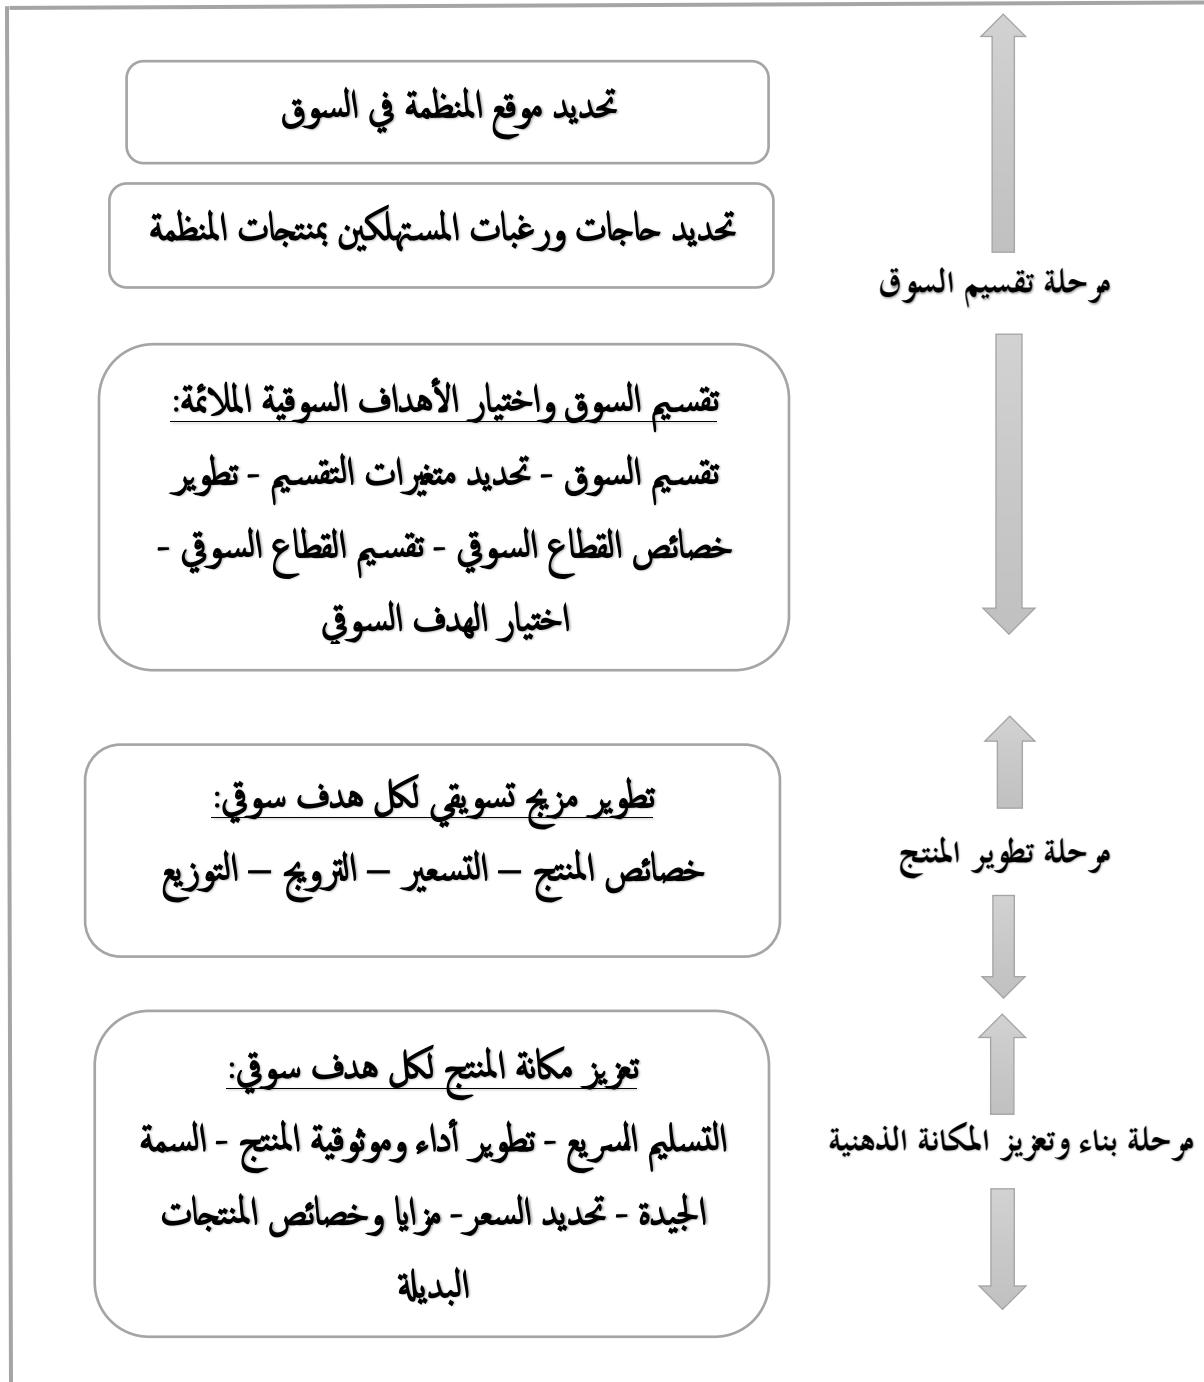 تحديد موقع المنظمة في السوق
تحديد حاجات ورغبات المستهلكين بمنتجات المنظمة
مرحلة تقسيم السوق
تقسيم السوق واختيار الأهداف السوقية الملائمة:
تقسيم السوق - تحديد متغيرات التقسيم - تطوير
خصائص القطاع السوقي - تقسيم القطاع السوقي -
اختيار الهدف السوقي
تطوير مزيج تسويقي لكل هدف سوقي:
خصائص المنتج – التسعير – الترويج – التوزيع
مرحلة تطوير المنتج
تعزيز مكانة المنتج لكل هدف سوقي:
التسليم السريع - تطوير أداء وموثوقية المنتج - السمة
الجيدة - تحديد السعر- مزايا وخصائص المنتجات
البديلة
مرحلة بناء وتعزيز المكانة الذهنية